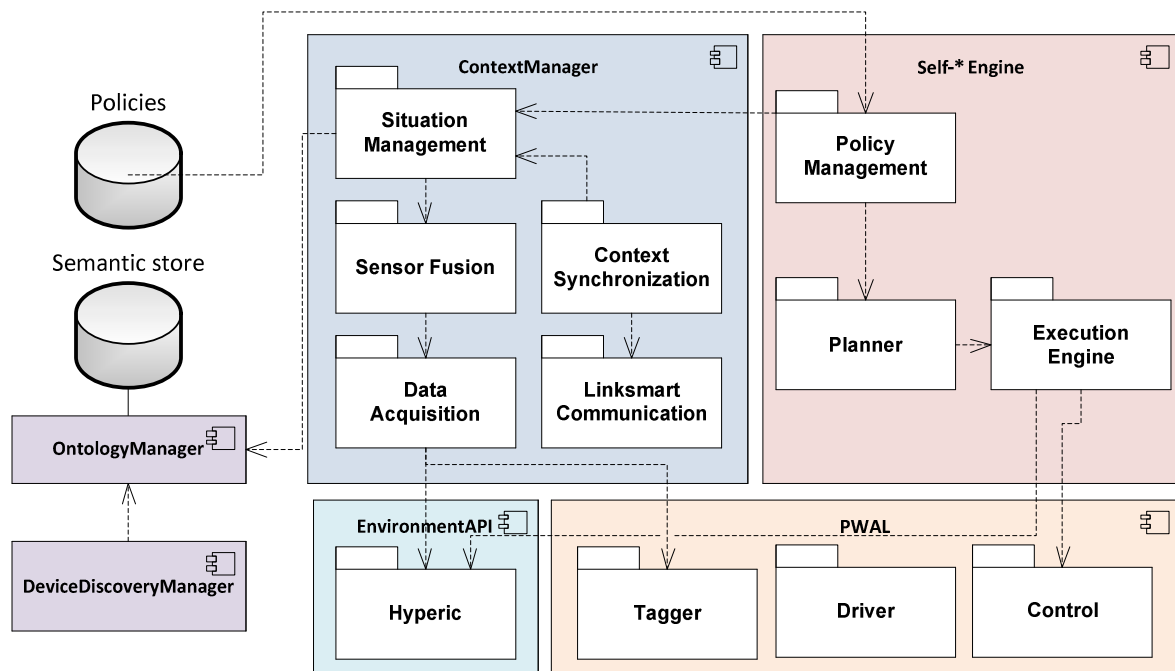 Policies
Semantic store
OntologyManager
DeviceDiscoveryManager
ContextManager
Situation
Management
Sensor Fusion
Context
Synchronization
Data
Acquisition
Linksmart
Communication
Self-* Engine
Policy
Management
Planner
Execution
Engine
EnvironmentAPI
Hyperic
PWAL
Tagger
Driver
Control